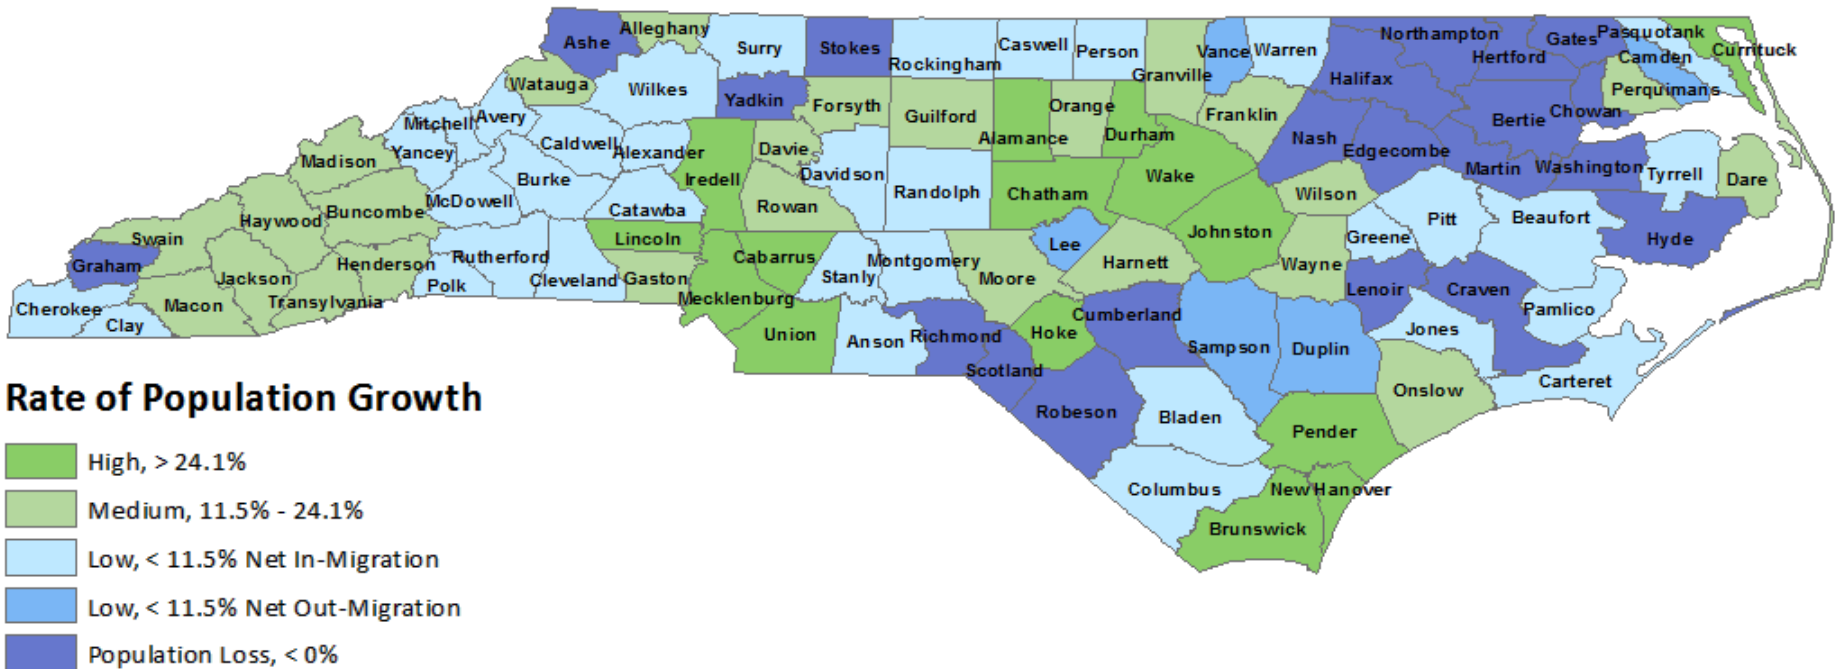 Ashe
Alleghany
Surry
Stokes
Rockingham
Caswell
Person
Granville
Vance
Warren
Northampton
Hertford
Gates
Pasquotank
Camden
Currituck
Watauga
Wilkes
Yadkin
Forsyth
Guilford
Alamance
Orange
Durham
Franklin
Halifax
Nash
Edgecombe
Bertie
Chowan
Perquimans
Mitchell
Avery
Yancey
Caldwell
Alexander
Iredell
Davie
Davidson
Randolph
Chatham
Wake
Wilson
Martin
Washington
Tyrrell
Dare
Madison
Burke
McDowell
Catawba
Rowan
Johnston
Greene
Pitt
Beaufort
Hyde
Haywood
Buncombe
Swain
Graham
Jackson
Henderson
Rutherford
Lincoln
Cabarrus
Stanly
Montgomery
Moore
Lee
Harnett
Wayne
Lenoir
Craven
Pamlico
Cherokee
Clay
Macon
Transylvania
Polk
Cleveland
Gaston
Mecklenburg
Union
Anson
Richmond
Hoke
Cumberland
Sampson
Duplin
Jones
Carteret
Scotland
Robeson
Bladen
Onslow
Pender
Columbus
New Hanover
Brunswick
Rate of Population Growth
High, > 24.1%
Medium, 11.5% - 24.1%
Low, < 11.5% Net In-Migration
Low, < 11.5% Net Out-Migration
Population Loss, < 0%